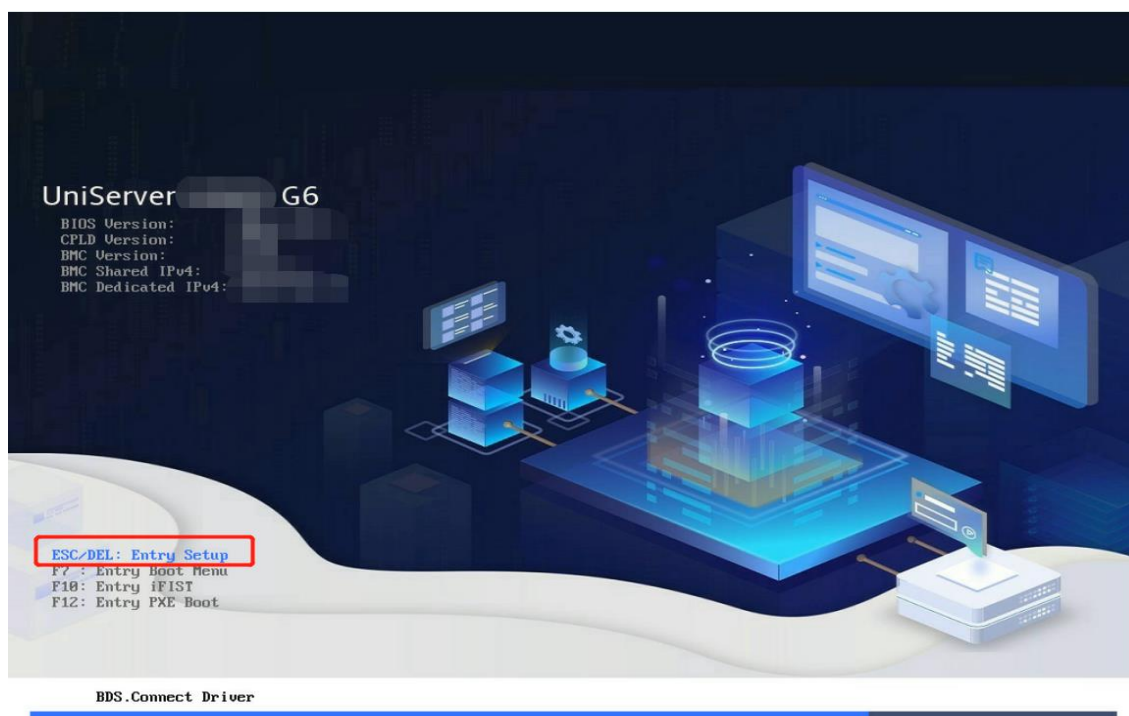 UniServer G6
BIOS Version:
CPLD Version:
BMC Version:
BMC Shared IPv4:
BMC Dedicated IPv4:
ESC/DEL: Entry Setup
F7 : Entry Boot Menu
F10: Entry iFIST
F12: Entry PXE Boot
BDS.Connect Driver